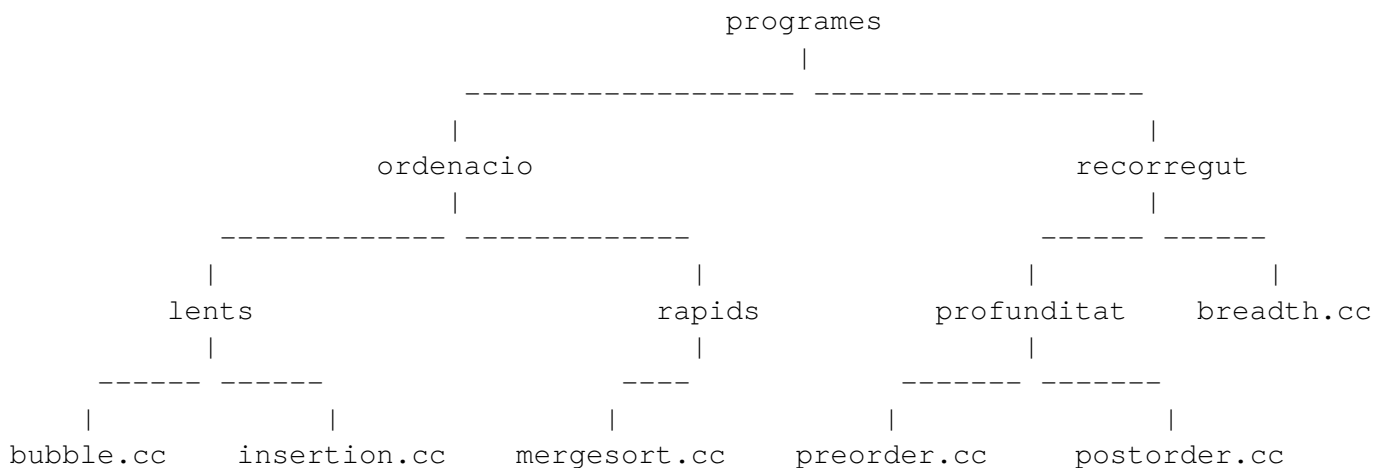 programes
ordenacio recorregut
lents rapids profunditat breadth.cc
bubble.cc insertion.cc mergesort.cc preorder.cc postorder.cc